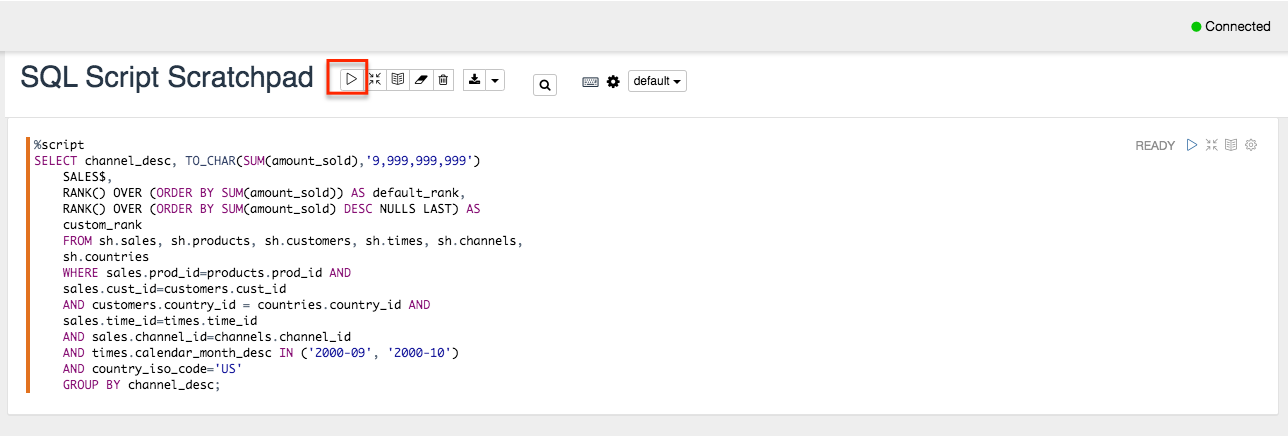 Connected
SQL Script Scratchpad
default
%script
READY
SELECT channel_desc, TO_CHAR(SUM(amount_sold),'9,999,999,999')
SALES$,
RANK() OVER (ORDER BY SUM(amount_sold)) AS default_rank,
RANK() OVER (ORDER BY SUM(amount_sold) DESC NULLS LAST) AS
custom_rank
FROM sh.sales, sh.products, sh.customers, sh.times, sh.channels,
sh.countries
WHERE sales.prod_id=products.prod_id AND
sales.cust_id=customers.cust_id
AND customers.country_id = countries.country_id AND
sales.time_id=times.time_id
AND sales.channel_id=channels.channel_id
AND times.calendar_month_desc IN ('2000-09', '2000-10')
AND country_iso_code='US'
GROUP BY channel_desc;